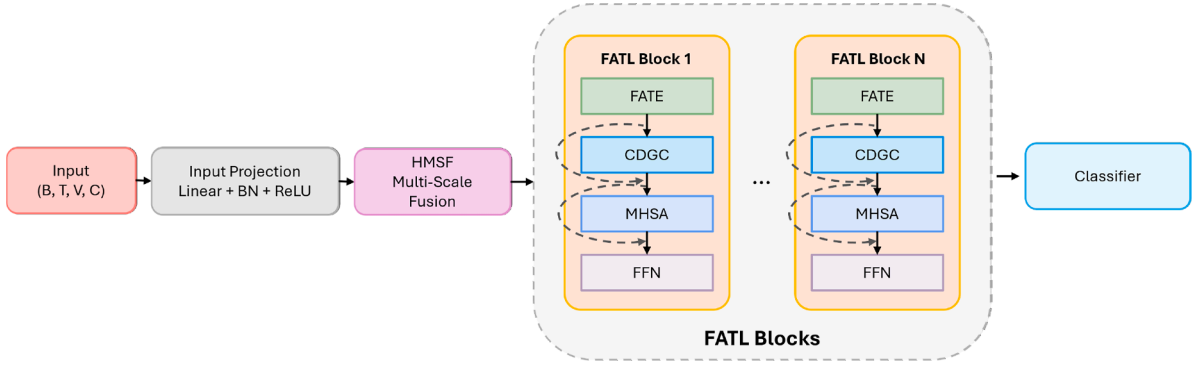 Input
(B, T, V, C)
Input Projection
Linear + BN + ReLU
HMSF
Multi-Scale
Fusion
FATL Block 1
FATE
CDGC
MHSA
FFN
...
FATL Block N
FATE
CDGC
MHSA
FFN
FATL Blocks
Classifier